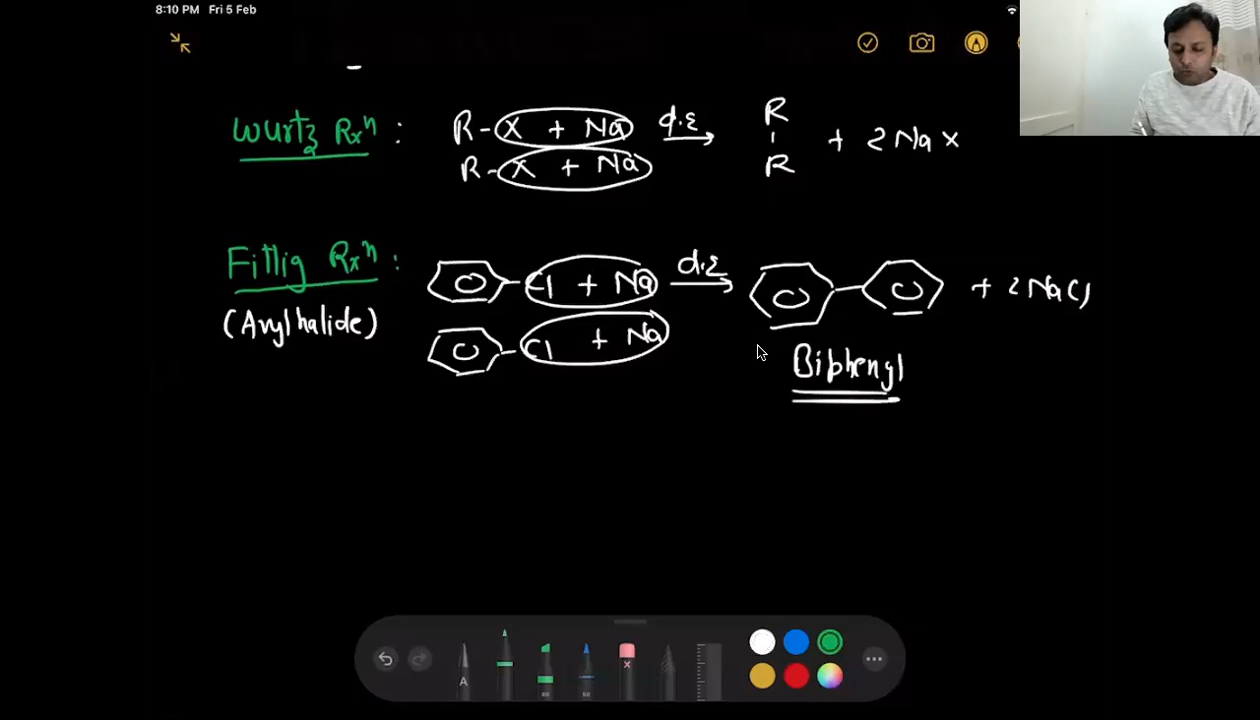 8:10 PM Fri 5 Feb
Wurtz Rxⁿ : R-X + Na d.E → R + 2NaX
R-X + Na R
Fittig Rxⁿ : Cl + Na d.E → + 2NaCl
(Arylhalide) Cl + Na
Biphenyl
A